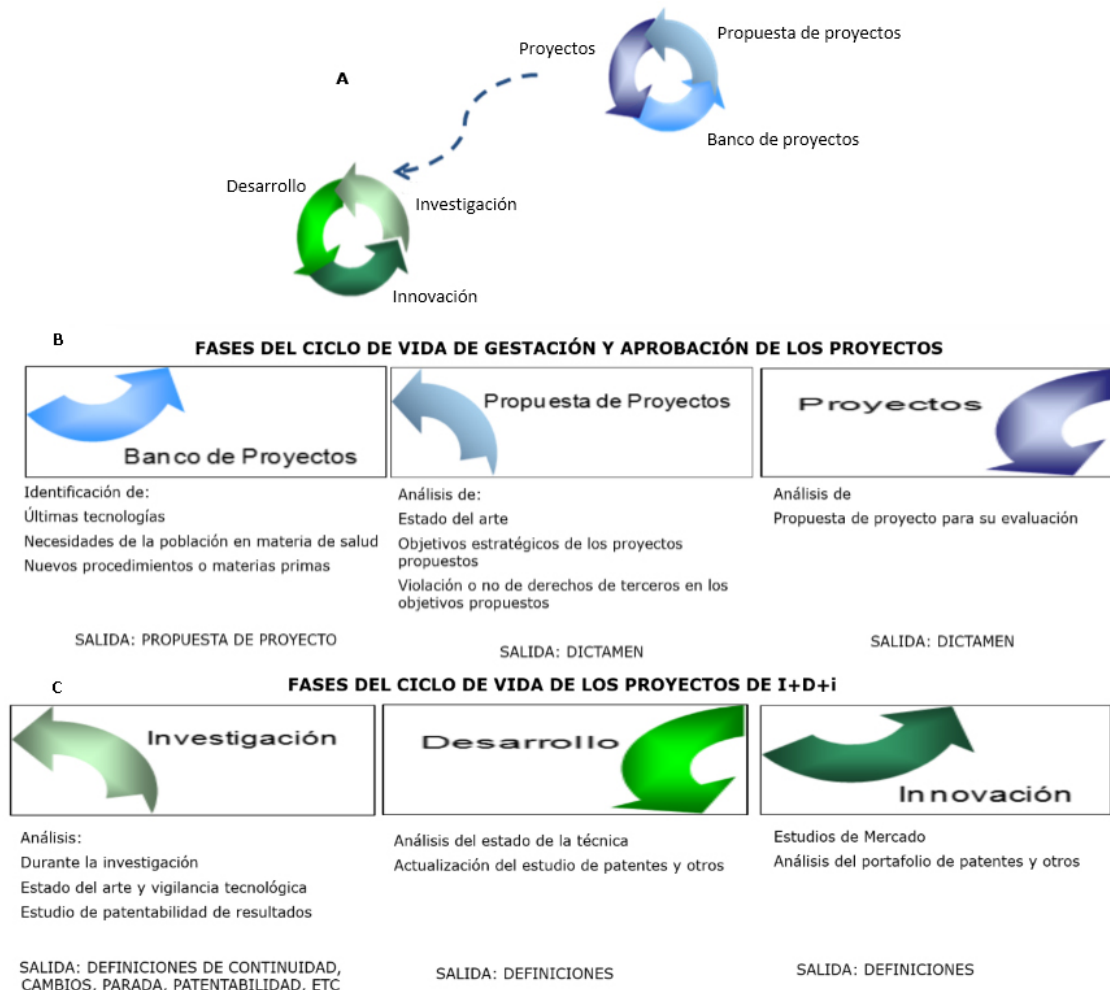 Propuesta de proyectos
Proyectos
A
Banco de proyectos
Desarrollo
Investigación
Innovación
B
FASES DEL CICLO DE VIDA DE GESTACIÓN Y APROBACIÓN DE LOS PROYECTOS
Banco de Proyectos
Identificación de:
Últimas tecnologías
Necesidades de la población en materia de salud
Nuevos procedimientos o materias primas
SALIDA: PROPUESTA DE PROYECTO
Propuesta de Proyectos
Análisis de:
Estado del arte
Objetivos estratégicos de los proyectos
propuestos
Violación o no de derechos de terceros en los
objetivos propuestos
SALIDA: DICTAMEN
Proyectos
Análisis de
Propuesta de proyecto para su evaluación
SALIDA: DICTAMEN
C
FASES DEL CICLO DE VIDA DE LOS PROYECTOS DE I+D+i
Investigación
Análisis:
Durante la investigación
Estado del arte y vigilancia tecnológica
Estudio de patentabilidad de resultados
SALIDA: DEFINICIONES DE CONTINUIDAD,
CAMBIOS, PARADA, PATENTABILIDAD, ETC
Desarrollo
Análisis del estado de la técnica
Actualización del estudio de patentes y otros
SALIDA: DEFINICIONES
Innovación
Estudios de Mercado
Análisis del portafolio de patentes y otros
SALIDA: DEFINICIONES